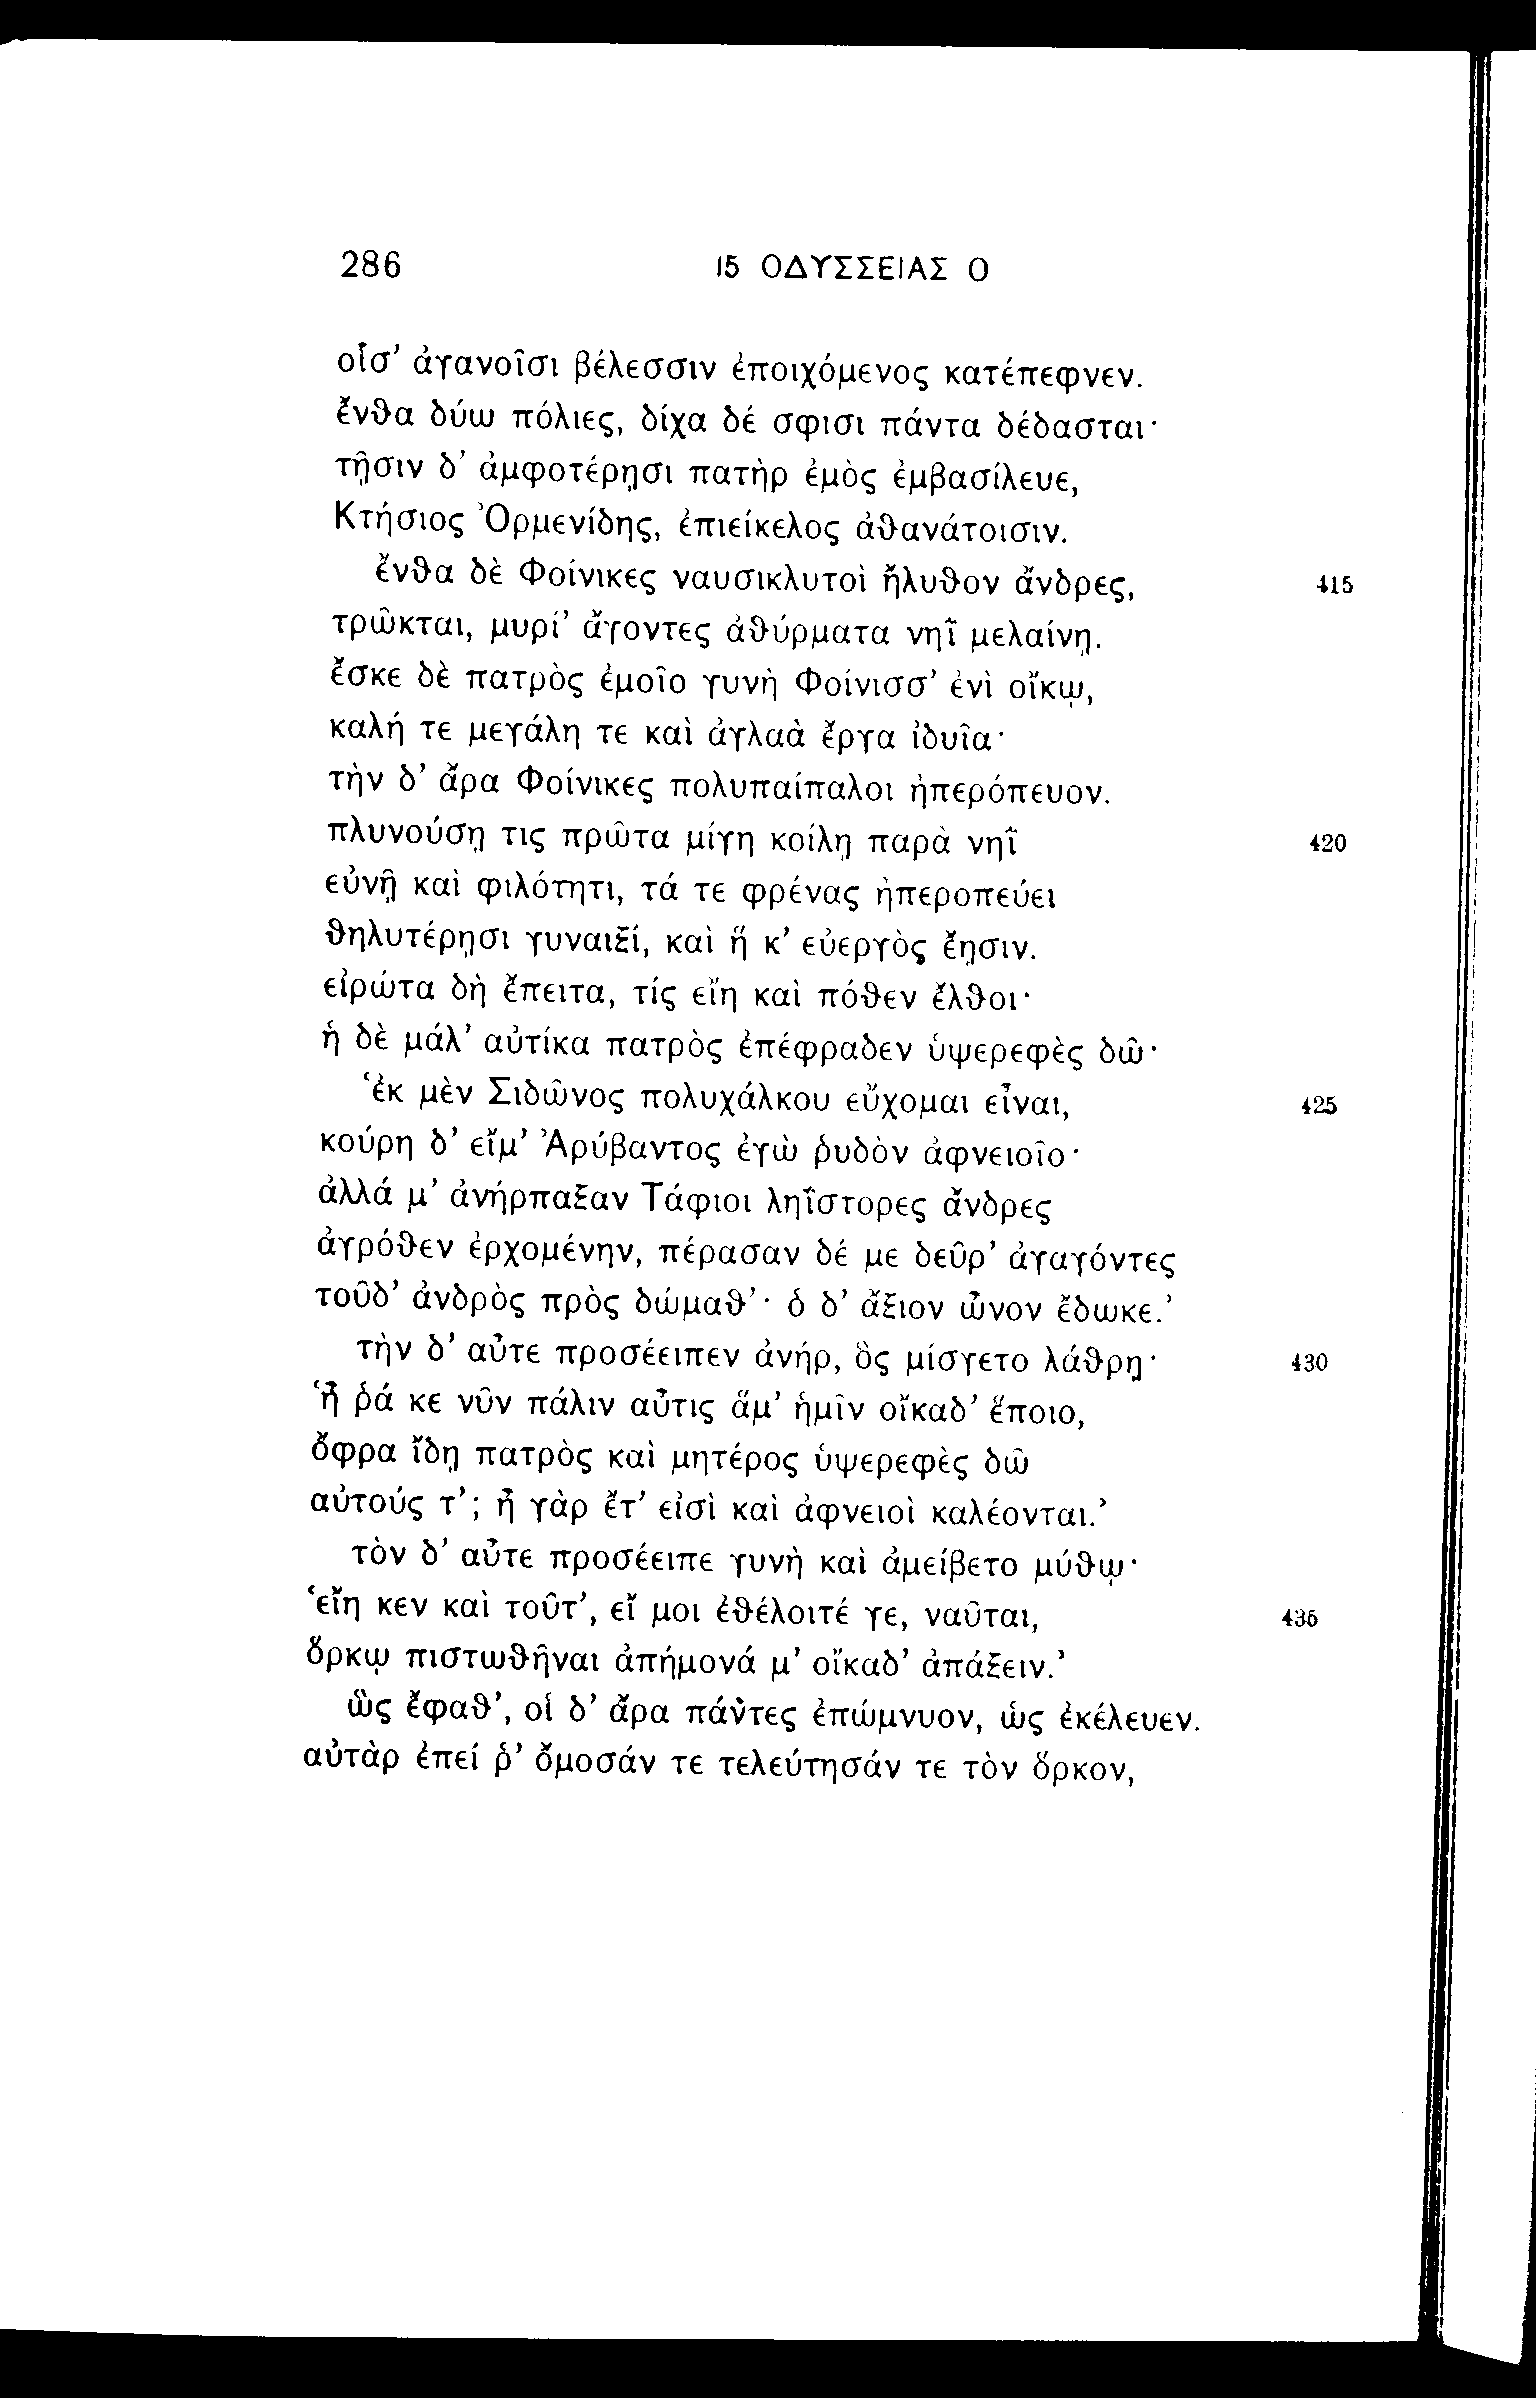 286 15 ΟΔΥΣΣΕΙΑΣ Ο
οἷσ’ ἀγανοῖσι βέλεσσιν ἐποιχόμενος κατέπεφνεν.
ἔνθα δύω πόλιες, δίχα δέ σφισι πάντα δέδασται·
τῇσιν δ’ ἀμφοτέρῃσι πατὴρ ἐμὸς ἐμβασίλευε,
Κτήσιος Ὀρμενίδης, ἐπιείκελος ἀθανάτοισιν.
ἔνθα δὲ Φοίνικες ναυσικλυτοὶ ἤλυθον ἄνδρες, 415
τρῶκται, μυρί’ ἄγοντες ἀθύρματα νηῒ μελαίνῃ.
ἔσκε δὲ πατρὸς ἐμοῖο γυνὴ Φοίνισσ’ ἐνὶ οἴκῳ,
καλή τε μεγάλη τε καὶ ἀγλαὰ ἔργα ἰδυῖα·
τὴν δ’ ἄρα Φοίνικες πολυπαίπαλοι ἠπερόπευον.
πλυνούσῃ τις πρῶτα μίγη κοίλῃ παρὰ νηῒ 420
εὐνῇ καὶ φιλότητι, τά τε φρένας ἠπεροπεύει
θηλυτέρῃσι γυναιξί, καὶ ἥ κ’ εὐεργὸς ἔῃσιν.
εἰρώτα δὴ ἔπειτα, τίς εἴη καὶ πόθεν ἔλθοι·
ἡ δὲ μάλ’ αὐτίκα πατρὸς ἐπέφραδεν ὑψερεφὲς δῶ·
‘ἐκ μὲν Σιδῶνος πολυχάλκου εὔχομαι εἶναι, 425
κούρη δ’ εἴμ’ Ἀρύβαντος ἐγὼ ῥυδὸν ἀφνειοῖο·
ἀλλά μ’ ἀνήρπαξαν Τάφιοι ληΐστορες ἄνδρες
ἀγρόθεν ἐρχομένην, πέρασαν δέ με δεῦρ’ ἀγαγόντες
τοῦδ’ ἀνδρὸς πρὸς δώμαθ’· ὁ δ’ ἄξιον ὦνον ἔδωκε.’
τὴν δ’ αὖτε προσέειπεν ἀνήρ, ὃς μίσγετο λάθρῃ· 430
‘ἦ ῥά κε νῦν πάλιν αὖτις ἅμ’ ἡμῖν οἴκαδ’ ἕποιο,
ὄφρα ἴδῃ πατρὸς καὶ μητέρος ὑψερεφὲς δῶ
αὐτούς τ’; ἦ γὰρ ἔτ’ εἰσὶ καὶ ἀφνειοὶ καλέονται.’
τὸν δ’ αὖτε προσέειπε γυνὴ καὶ ἀμείβετο μύθῳ·
‘εἴη κεν καὶ τοῦτ’, εἴ μοι ἐθέλοιτέ γε, ναῦται, 435
ὅρκῳ πιστωθῆναι ἀπήμονά μ’ οἴκαδ’ ἀπάξειν.’
ὣς ἔφαθ’, οἱ δ’ ἄρα πάντες ἐπώμνυον, ὡς ἐκέλευεν.
αὐτὰρ ἐπεί ῥ’ ὄμοσάν τε τελεύτησάν τε τὸν ὅρκον,